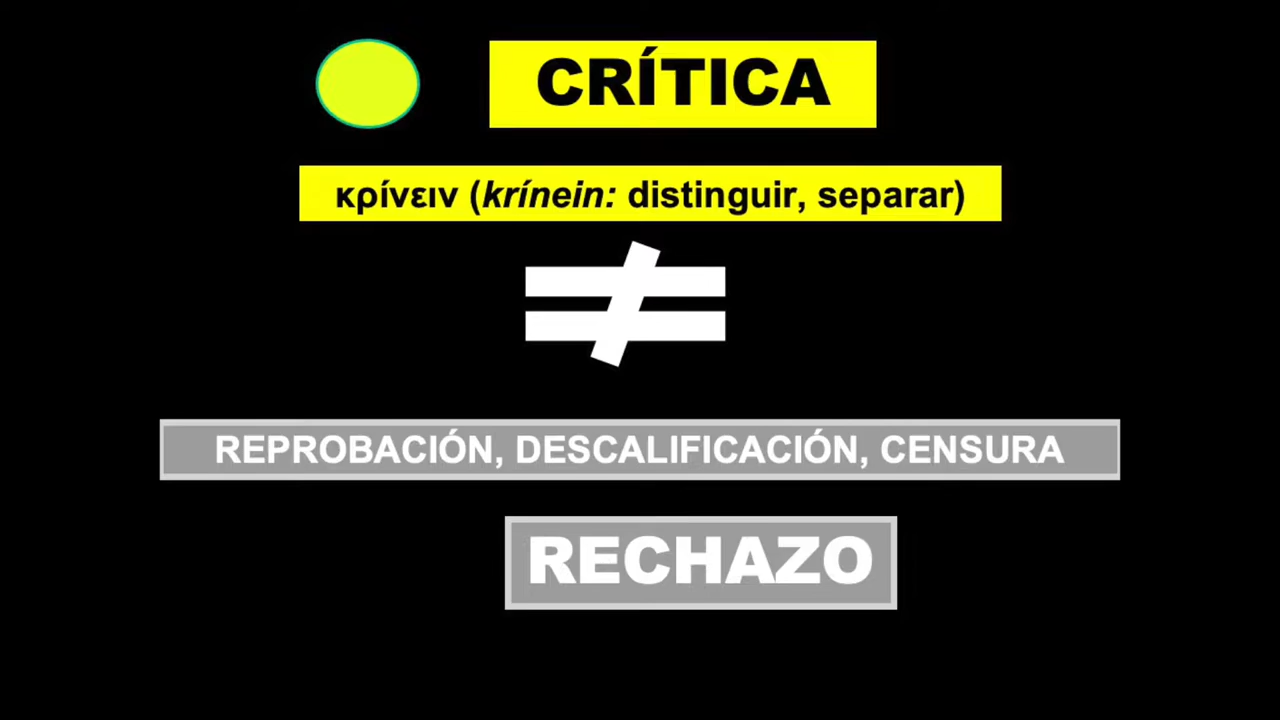 CRÍTICA
κρίνειν (krínein: distinguir, separar)
≠
REPROBACIÓN, DESCALIFICACIÓN, CENSURA
RECHAZO